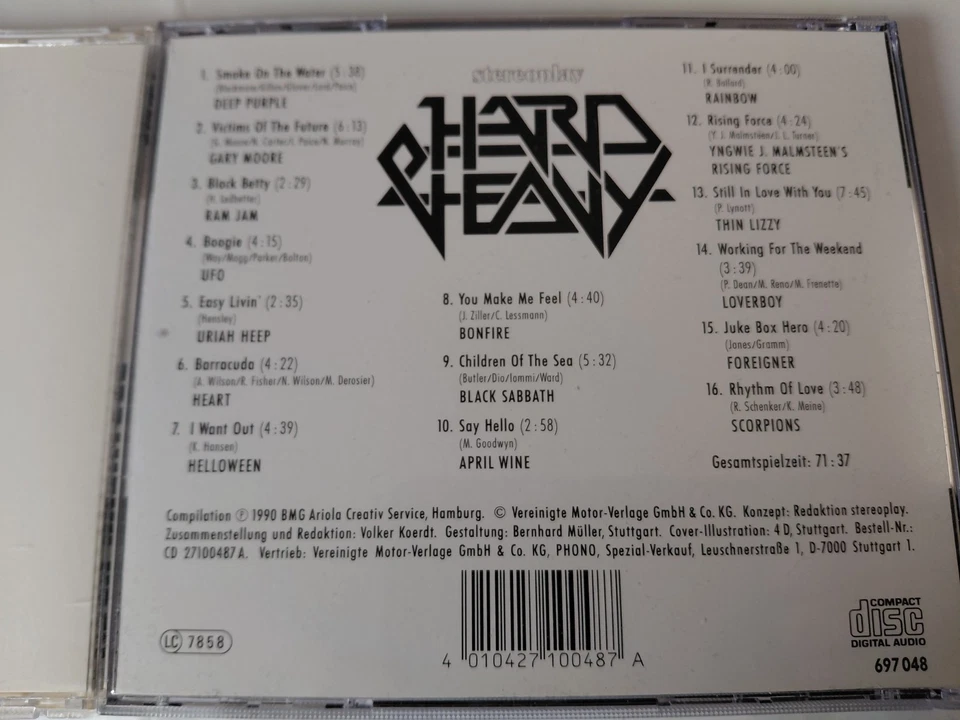 stereoplay
HARD
& HEAVY
1. Smoke On The Water (5:38)
DEEP PURPLE
2. Victims Of The Future (6:13)
(G. Moore/N. Carter/I. Paice/N. Murray)
GARY MOORE
3. Black Betty (2:29)
(H. Ledbetter)
RAM JAM
4. Boogie (4:15)
(Way/Mogg/Parker/Bolton)
UFO
5. Easy Livin' (2:35)
(Hensley)
URIAH HEEP
6. Barracuda (4:22)
(A. Wilson/R. Fisher/N. Wilson/M. Derosier)
HEART
7. I Want Out (4:39)
(K. Hansen)
HELLOWEEN
8. You Make Me Feel (4:40)
(J. Ziller/C. Lessmann)
BONFIRE
9. Children Of The Sea (5:32)
(Butler/Dio/Iommi/Ward)
BLACK SABBATH
10. Say Hello (2:58)
(M. Goodwyn)
APRIL WINE
11. I Surrender (4:00)
(R. Ballard)
RAINBOW
12. Rising Force (4:24)
(Y. J. Malmsteen/J. L. Turner)
YNGWIE J. MALMSTEEN'S
RISING FORCE
13. Still In Love With You (7:45)
(P. Lynott)
THIN LIZZY
14. Working For The Weekend
(3:39)
(P. Dean/M. Reno/M. Frenette)
LOVERBOY
15. Juke Box Hero (4:20)
(Jones/Gramm)
FOREIGNER
16. Rhythm Of Love (3:48)
(R. Schenker/K. Meine)
SCORPIONS
Gesamtspielzeit: 71:37
Compilation Ⓟ 1990 BMG Ariola Creativ Service, Hamburg. © Vereinigte Motor-Verlage GmbH & Co. KG. Konzept: Redaktion stereoplay.
Zusammenstellung und Redaktion: Volker Koerdt. Gestaltung: Bernhard Müller, Stuttgart. Cover-Illustration: 4 D, Stuttgart. Bestell-Nr.:
CD 27100487 A. Vertrieb: Vereinigte Motor-Verlage GmbH & Co. KG, PHONO, Spezial-Verkauf, Leuschnerstraße 1, D-7000 Stuttgart 1.
LC 7858
4 010427 100487 A
COMPACT
disc
DIGITAL AUDIO
697 048